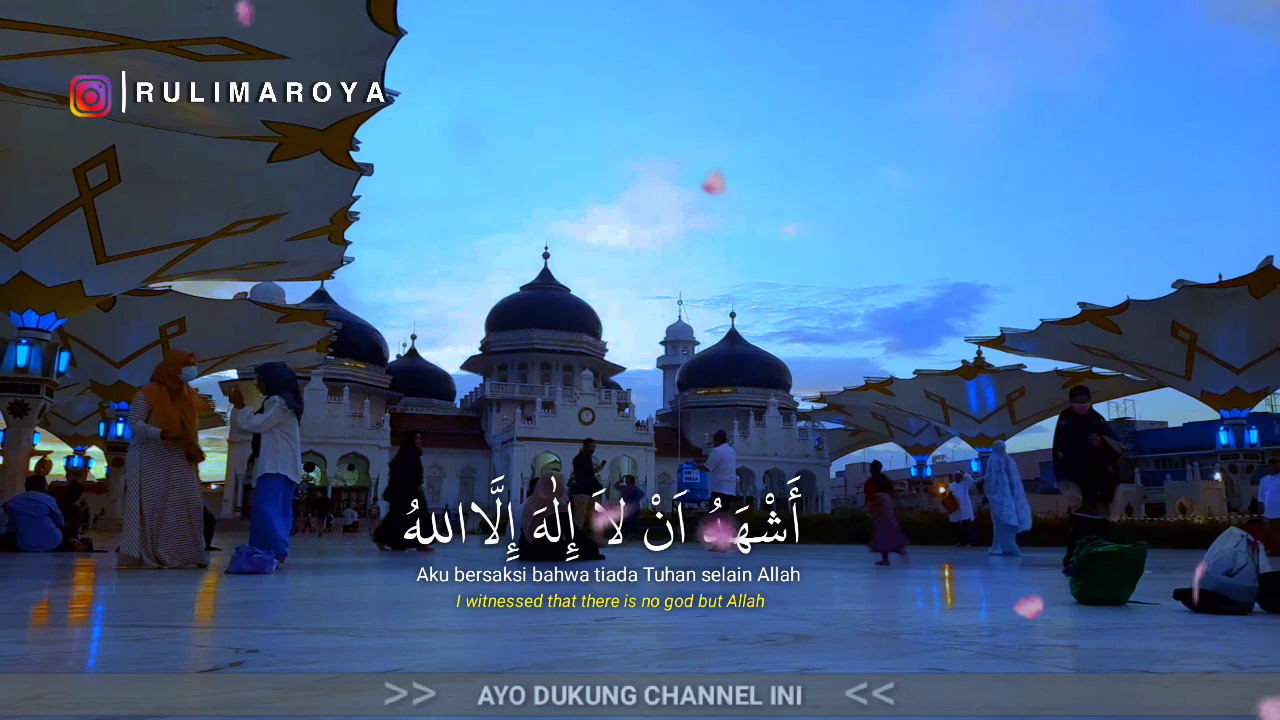 RULIMAROYA
أَشْهَدُ اَنْ لاَ إِلٰهَ إِلَّا اللهُ
Aku bersaksi bahwa tiada Tuhan selain Allah
I witnessed that there is no god but Allah
>> AYO DUKUNG CHANNEL INI <<